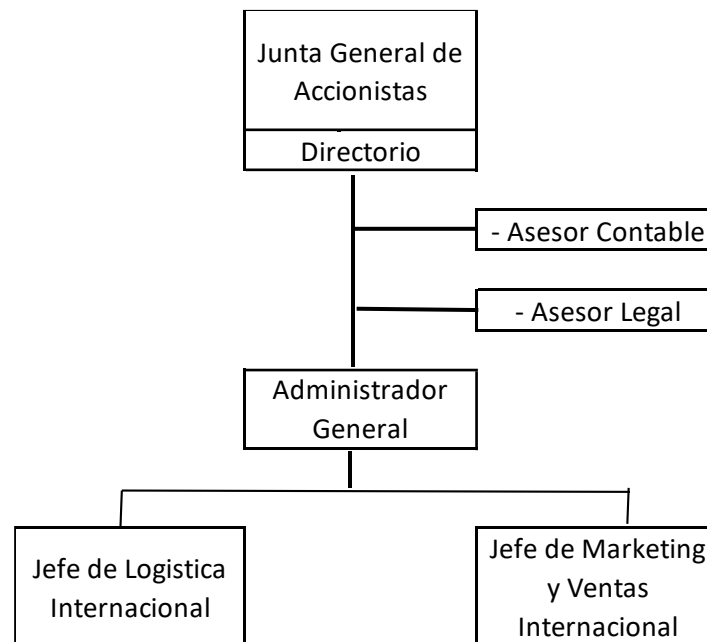 Junta General de
Accionistas
Directorio
- Asesor Contable
- Asesor Legal
Administrador
General
Jefe de Logistica
Internacional
Jefe de Marketing
y Ventas
Internacional